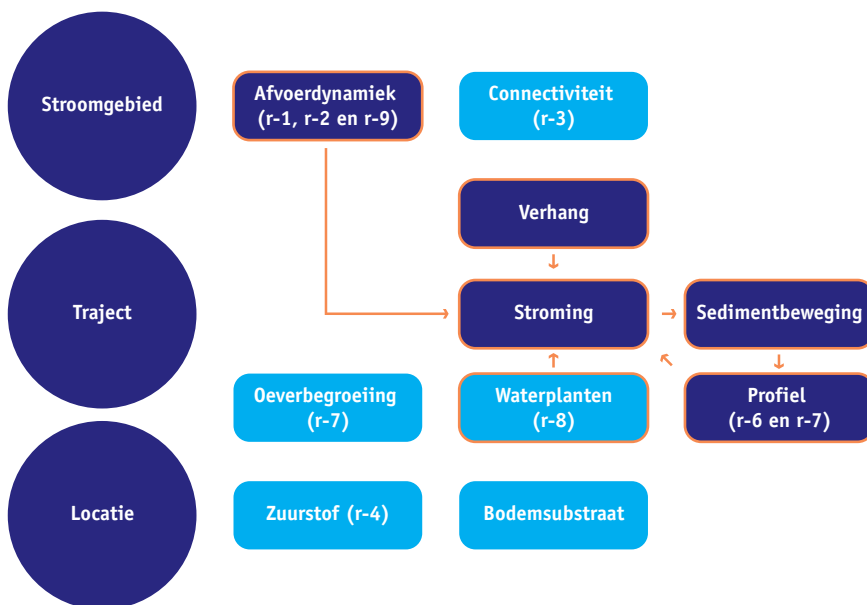 Stroomgebied
Afvoerdynamiek
(r-1, r-2 en r-9)
Connectiviteit
(r-3)
Verhang
Traject
Stroming
Sedimentbeweging
Oeverbegroeiing
(r-7)
Waterplanten
(r-8)
Profiel
(r-6 en r-7)
Locatie
Zuurstof (r-4)
Bodemsubstraat